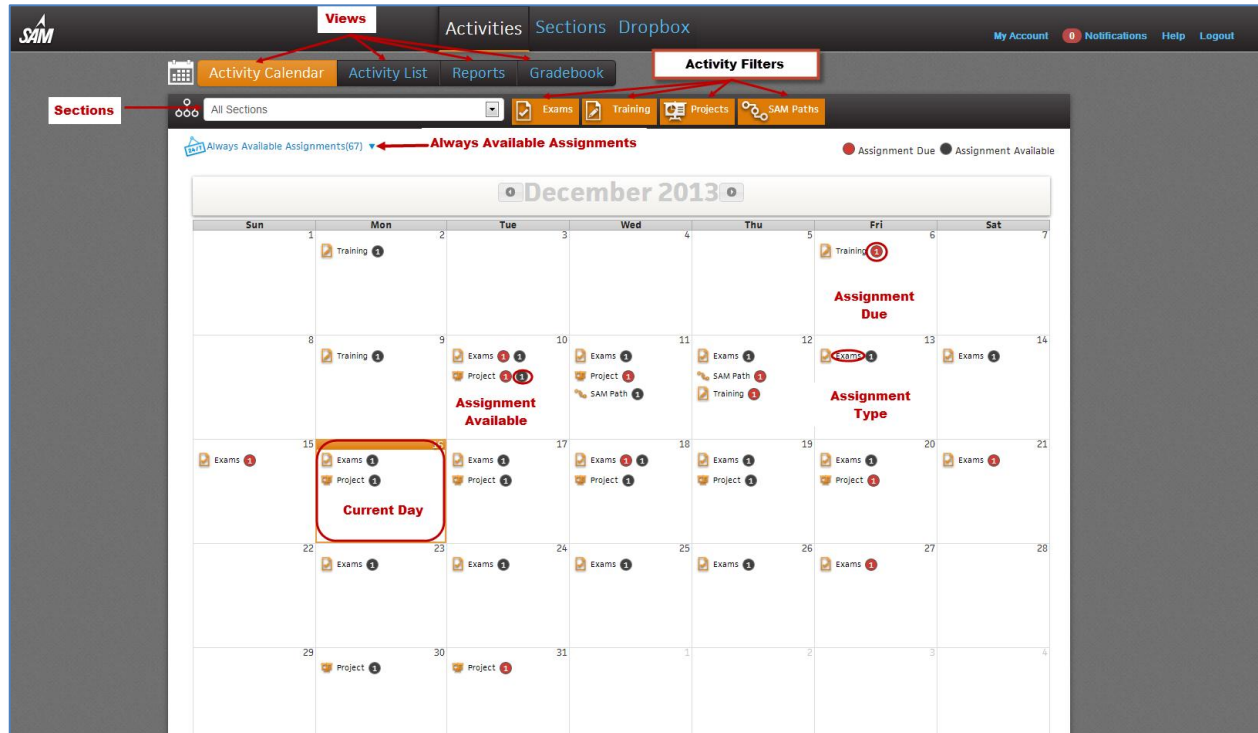 Views
SAM
Activities Sections Dropbox
My Account 0 Notifications Help Logout
Activity Calendar Activity List Reports Gradebook
Activity Filters
Sections
All Sections
Exams Training Projects SAM Paths
24/7 Always Available Assignments(67)
Always Available Assignments
Assignment Due Assignment Available
December 2013
Sun Mon Tue Wed Thu Fri Sat
1 2 3 4 5 6 7
Training 1 Training 1
Assignment
Due
8 9 10 11 12 13 14
Training 1 Exams 1 1 Exams 1 Exams 1 Exams 1 Exams 1
Project 1 1 Project 1 SAM Path 1
SAM Path 1 Training 1
Assignment
Available
Assignment
Type
15 16 17 18 19 20 21
Exams 1 Exams 1 Exams 1 Exams 1 1 Exams 1 Exams 1 Exams 1
Project 1 Project 1 Project 1 Project 1 Project 1
Current Day
22 23 24 25 26 27 28
Exams 1 Exams 1 Exams 1 Exams 1 Exams 1
29 30 31 1 2 3 4
Project 1 Project 1